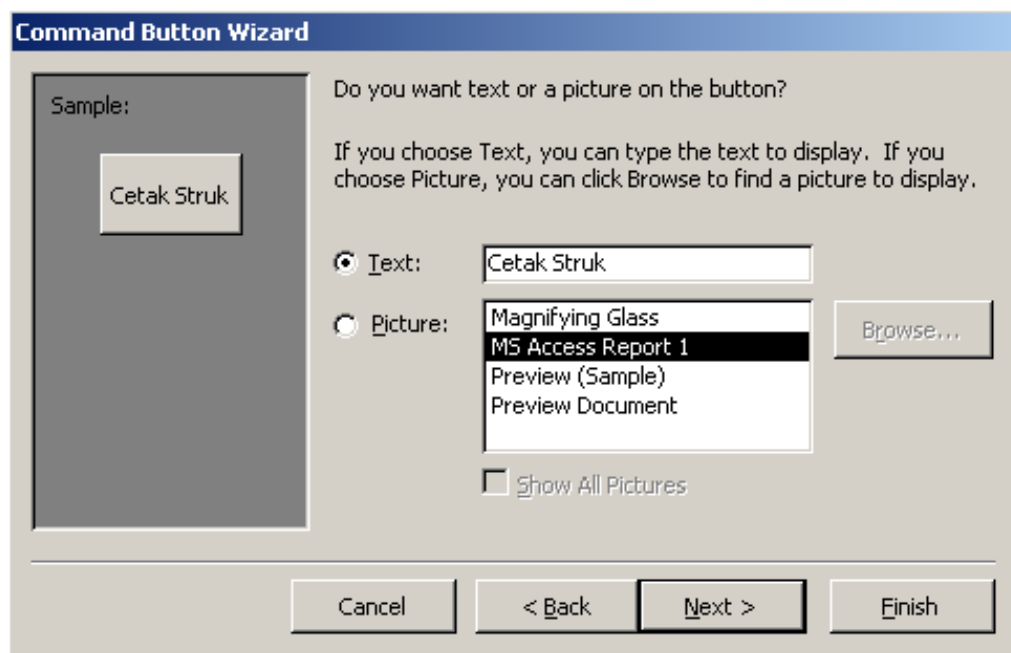 Command Button Wizard
Sample:
Cetak Struk
Do you want text or a picture on the button?
If you choose Text, you can type the text to display.  If you
choose Picture, you can click Browse to find a picture to display.
Text:
Cetak Struk
Picture:
Magnifying Glass
MS Access Report 1
Preview (Sample)
Preview Document
Browse...
Show All Pictures
Cancel
< Back
Next >
Finish